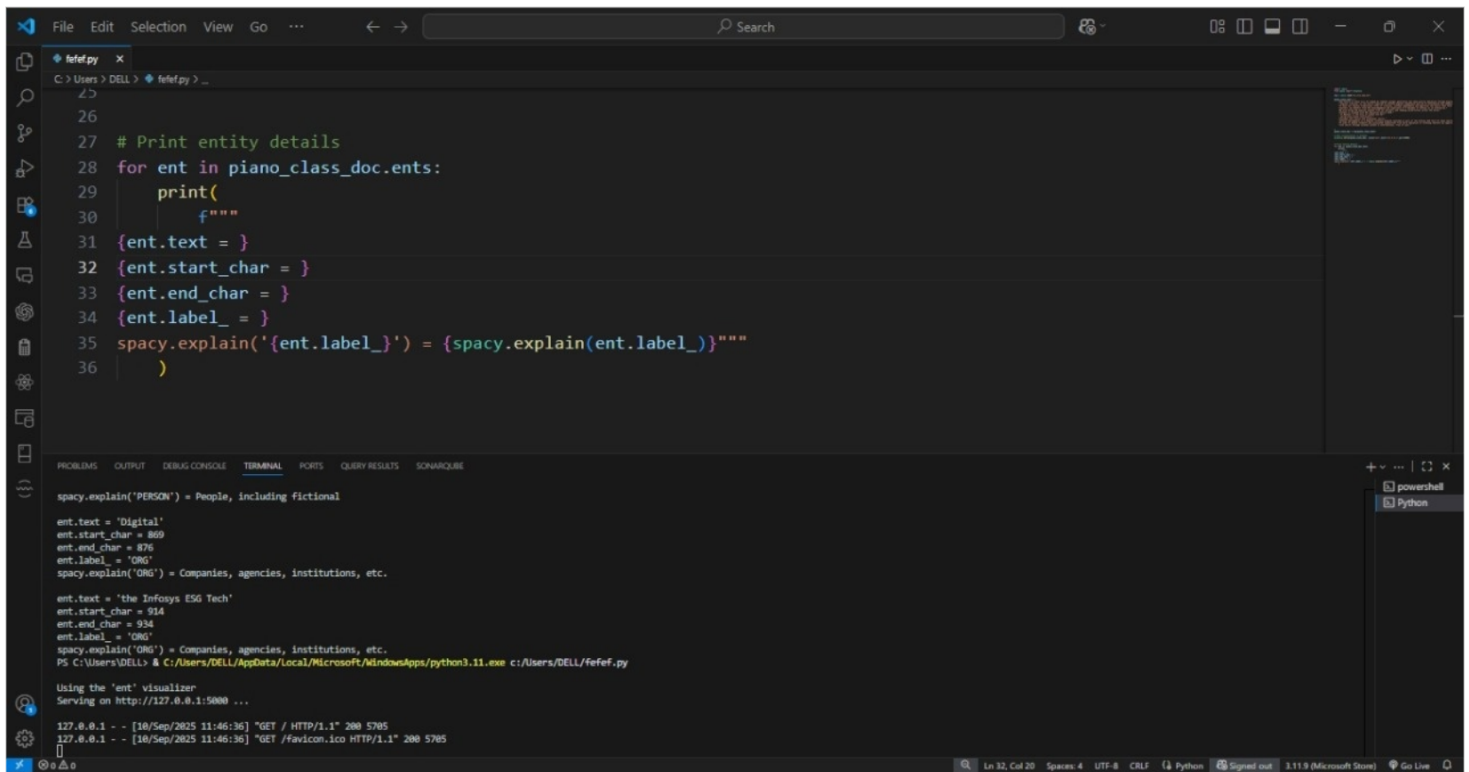 File Edit Selection View Go ··· Search
fefef.py
C: > Users > DELL > fefef.py > ...
25
26
27 # Print entity details
28 for ent in piano_class_doc.ents:
29 print(
30 f"""
31 {ent.text = }
32 {ent.start_char = }
33 {ent.end_char = }
34 {ent.label_ = }
35 spacy.explain('{ent.label_}') = {spacy.explain(ent.label_)}"""
36 )
PROBLEMS OUTPUT DEBUG CONSOLE TERMINAL PORTS QUERY RESULTS SONARQUBE
powershell
Python
spacy.explain('PERSON') = People, including fictional
ent.text = 'Digital'
ent.start_char = 869
ent.end_char = 876
ent.label_ = 'ORG'
spacy.explain('ORG') = Companies, agencies, institutions, etc.
ent.text = 'the Infosys ESG Tech'
ent.start_char = 914
ent.end_char = 934
ent.label_ = 'ORG'
spacy.explain('ORG') = Companies, agencies, institutions, etc.
PS C:\Users\DELL> & C:/Users/DELL/AppData/Local/Microsoft/WindowsApps/python3.11.exe c:/Users/DELL/fefef.py
Using the 'ent' visualizer
Serving on http://127.0.0.1:5000 ...
127.0.0.1 - - [10/Sep/2025 11:46:36] "GET / HTTP/1.1" 200 5705
127.0.0.1 - - [10/Sep/2025 11:46:36] "GET /favicon.ico HTTP/1.1" 200 5705
0 0 Ln 32, Col 20 Spaces: 4 UTF-8 CRLF Python Signed out 3.11.9 (Microsoft Store) Go Live